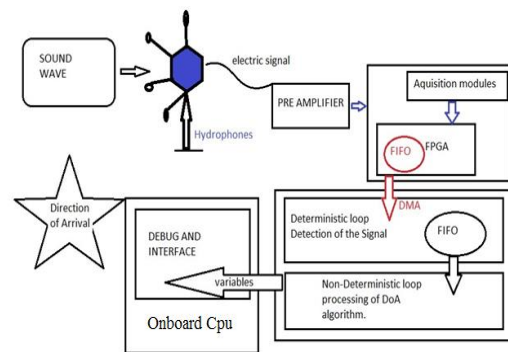 SOUND
WAVE
electric signal
Hydrophones
PRE AMPLIFIER
Aquisition modules
FIFO
FPGA
DMA
Deterministic loop
Detection of the Signal
FIFO
Non-Deterministic loop
processing of DoA
algorithm.
variables
DEBUG AND
INTERFACE
Onboard Cpu
Direction
of Arrival